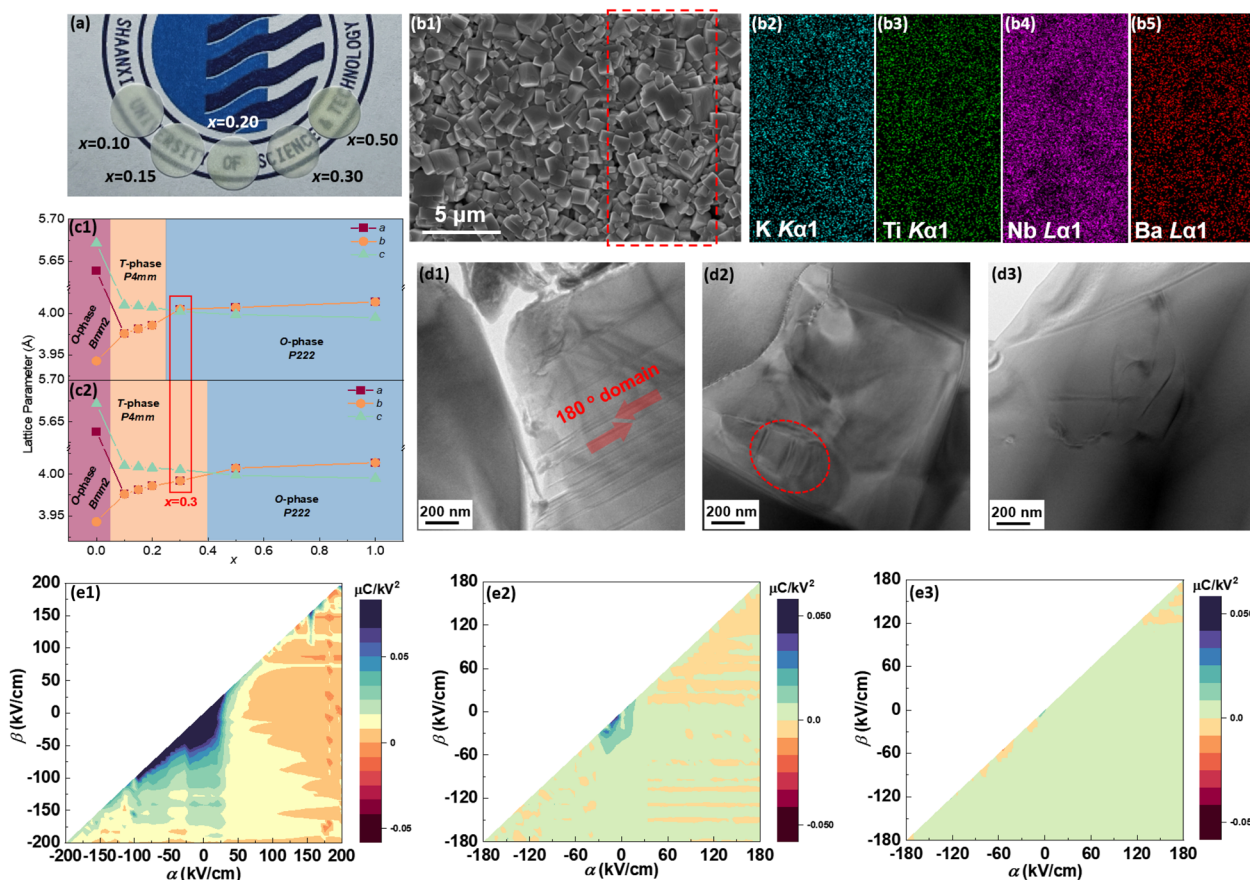 (a)
SHAANXI
UNIVERSITY OF SCIENCE & TECHNOLOGY
x=0.10
x=0.15
x=0.20
x=0.30
x=0.50
(b1)
5 μm
(b2)
K Kα1
(b3)
Ti Kα1
(b4)
Nb Lα1
(b5)
Ba Lα1
(c1)
5.70
5.65
4.00
3.95
T-phase
P4mm
O-phase
Bmm2
O-phase
P222
a
b
c
Lattice Parameter (Å)
(c2)
5.70
5.65
4.00
3.95
T-phase
P4mm
O-phase
Bmm2
O-phase
P222
a
b
c
x=0.3
0.0 0.2 0.4 0.6 0.8 1.0
x
(d1)
180 ° domain
200 nm
(d2)
200 nm
(d3)
200 nm
(e1)
μC/kV2
200
150
100
50
0
-50
-100
-150
-200
-200 -150 -100 -50 0 50 100 150 200
β (kV/cm)
α (kV/cm)
0.05
0
-0.05
(e2)
μC/kV2
180
120
60
0
-60
-120
-180
-180 -120 -60 0 60 120 180
β (kV/cm)
α (kV/cm)
0.050
0.0
-0.050
(e3)
μC/kV2
180
120
60
0
-60
-120
-180
-180 -120 -60 0 60 120 180
β (kV/cm)
α (kV/cm)
0.050
0.0
-0.050